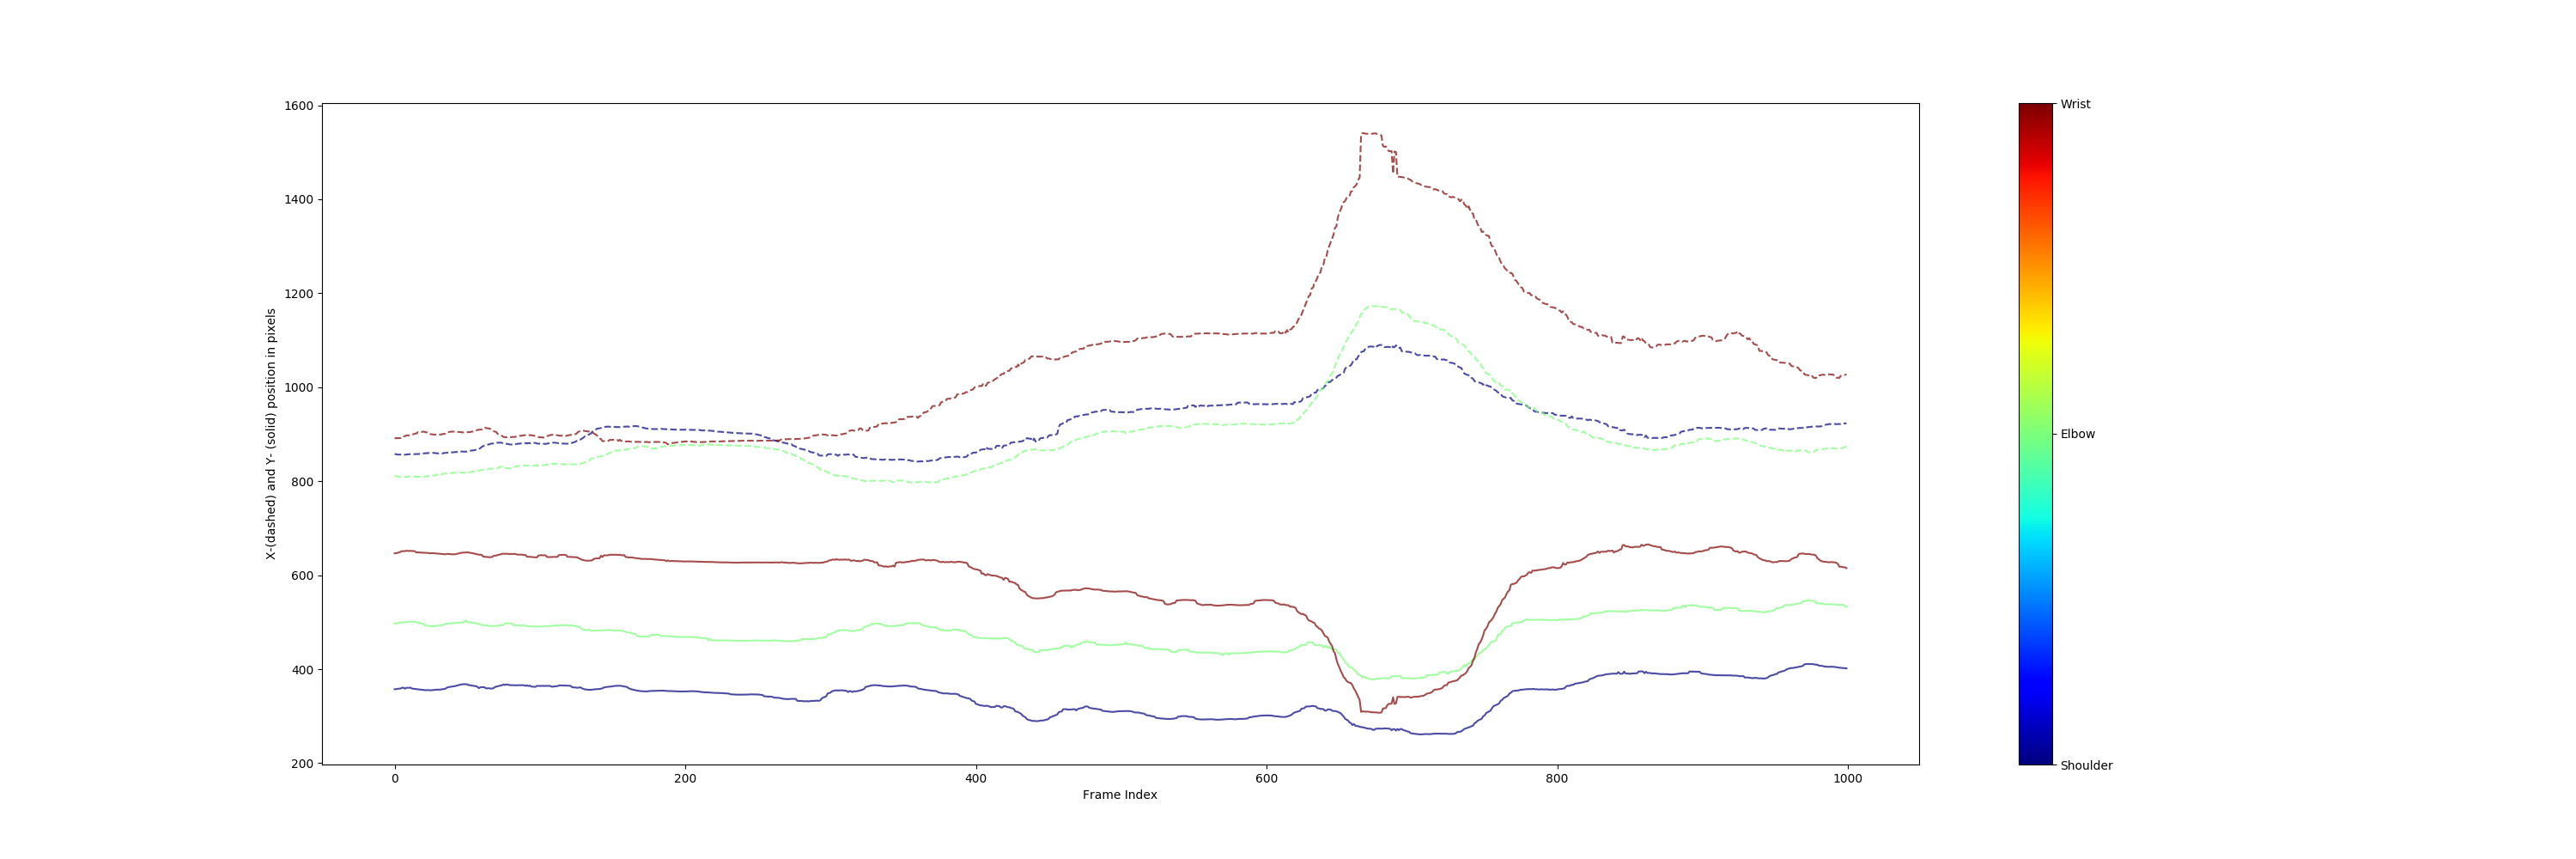 X-(dashed) and Y- (solid) position in pixels
1600
1400
1200
1000
800
600
400
200
0
200
400
600
800
1000
Frame Index
Wrist
Elbow
Shoulder